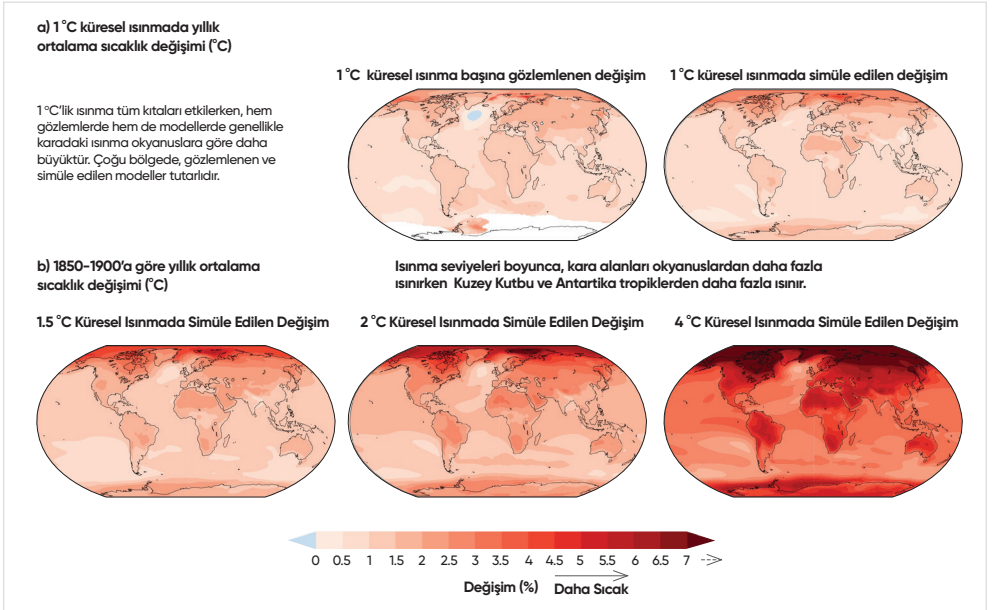 a) 1 °C küresel ısınmada yıllık
ortalama sıcaklık değişimi (°C)
1 °C'lik ısınma tüm kıtaları etkilerken, hem
gözlemlerde hem de modellerde genellikle
karadaki ısınma okyanuslara göre daha
büyüktür. Çoğu bölgede, gözlemlenen ve
simüle edilen modeller tutarlıdır.
1 °C küresel ısınma başına gözlemlenen değişim
1 °C küresel ısınmada simüle edilen değişim
b) 1850-1900'a göre yıllık ortalama
sıcaklık değişimi (°C)
Isınma seviyeleri boyunca, kara alanları okyanuslardan daha fazla
ısınırken Kuzey Kutbu ve Antartika tropiklerden daha fazla ısınır.
1.5 °C Küresel Isınmada Simüle Edilen Değişim
2 °C Küresel Isınmada Simüle Edilen Değişim
4 °C Küresel Isınmada Simüle Edilen Değişim
0 0.5 1 1.5 2 2.5 3 3.5 4 4.5 5 5.5 6 6.5 7
Değişim (%) Daha Sıcak